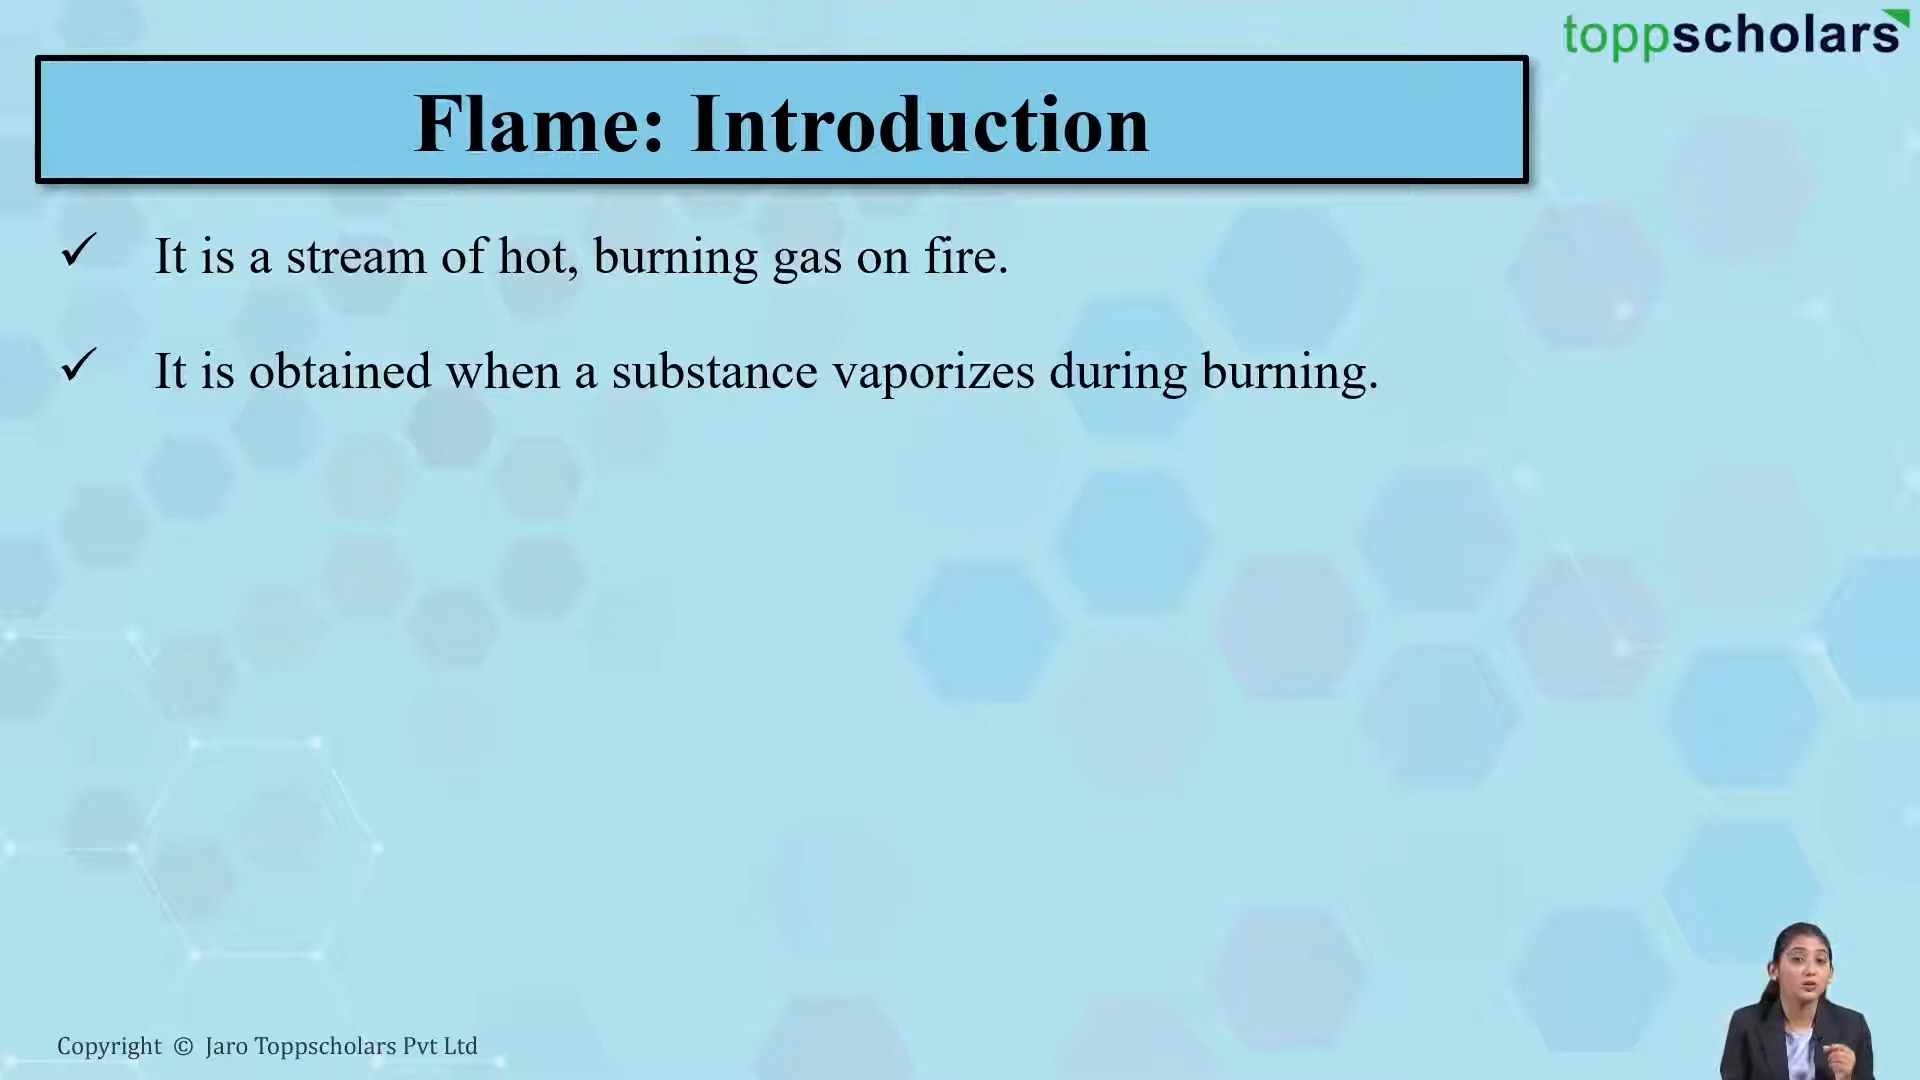 toppscholars
Flame: Introduction
✓ It is a stream of hot, burning gas on fire.
✓ It is obtained when a substance vaporizes during burning.
Copyright © Jaro Toppscholars Pvt Ltd